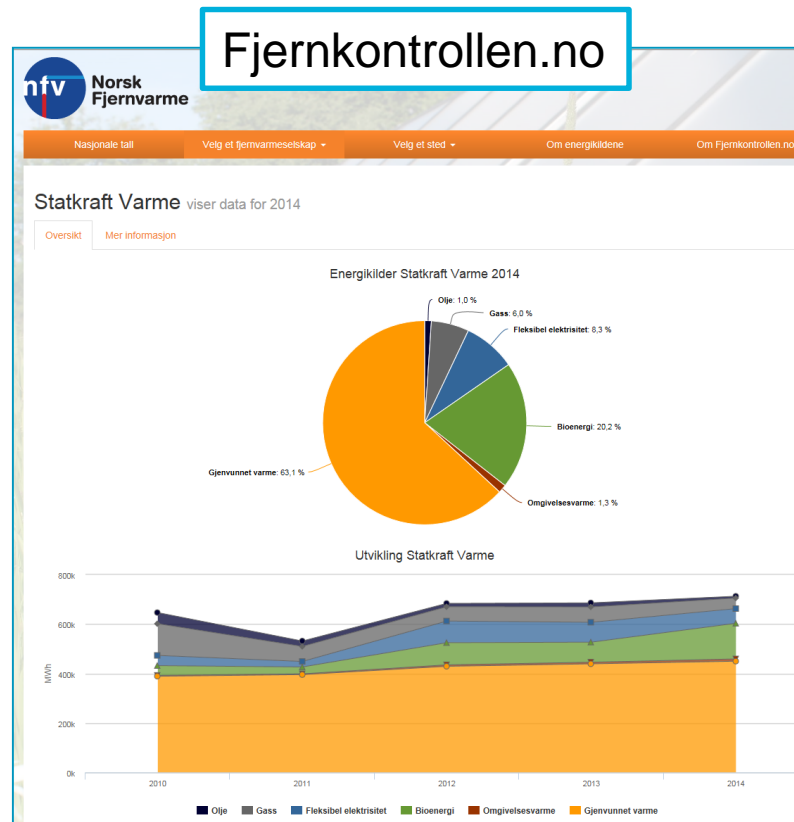 Fjernkontrollen.no
nfv
Norsk
Fjernvarme
Nasjonale tall Velg et fjernvarmeselskap Velg et sted Om energikildene Om Fjernkontrollen.no
Statkraft Varme viser data for 2014
Oversikt Mer informasjon
Energikilder Statkraft Varme 2014
Olje: 1,0 %
Gass: 6,0 %
Fleksibel elektrisitet: 8,3 %
Bioenergi: 20,2 %
Gjenvunnet varme: 63,1 %
Omgivelsesvarme: 1,3 %
Utvikling Statkraft Varme
800k
600k
400k
200k
0k
MWh
2010 2011 2012 2013 2014
Olje Gass Fleksibel elektrisitet Bioenergi Omgivelsesvarme Gjenvunnet varme